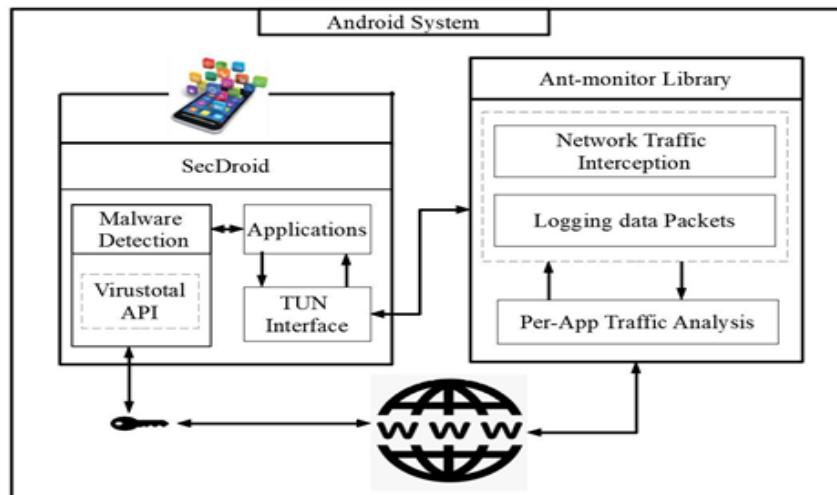 Android System
SecDroid
Malware
Detection
Virustotal
API
Applications
TUN
Interface
Ant-monitor Library
Network Traffic
Interception
Logging data Packets
Per-App Traffic Analysis
W W W